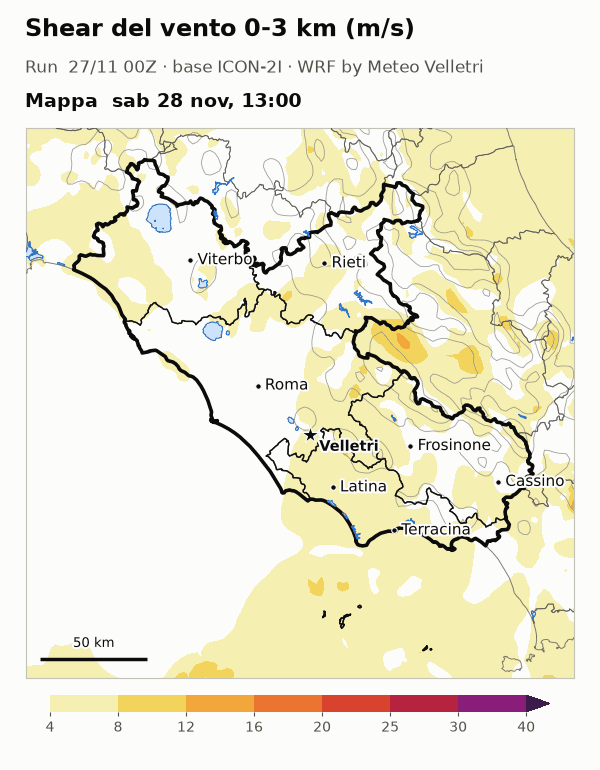 Shear del vento 0-3 km (m/s)
Run  27/11 00Z · base ICON-2I · WRF by Meteo Velletri
Mappa  sab 28 nov, 13:00
Viterbo
Rieti
Roma
Velletri
Frosinone
Latina
Cassino
Terracina
50 km
4 8 12 16 20 25 30 40